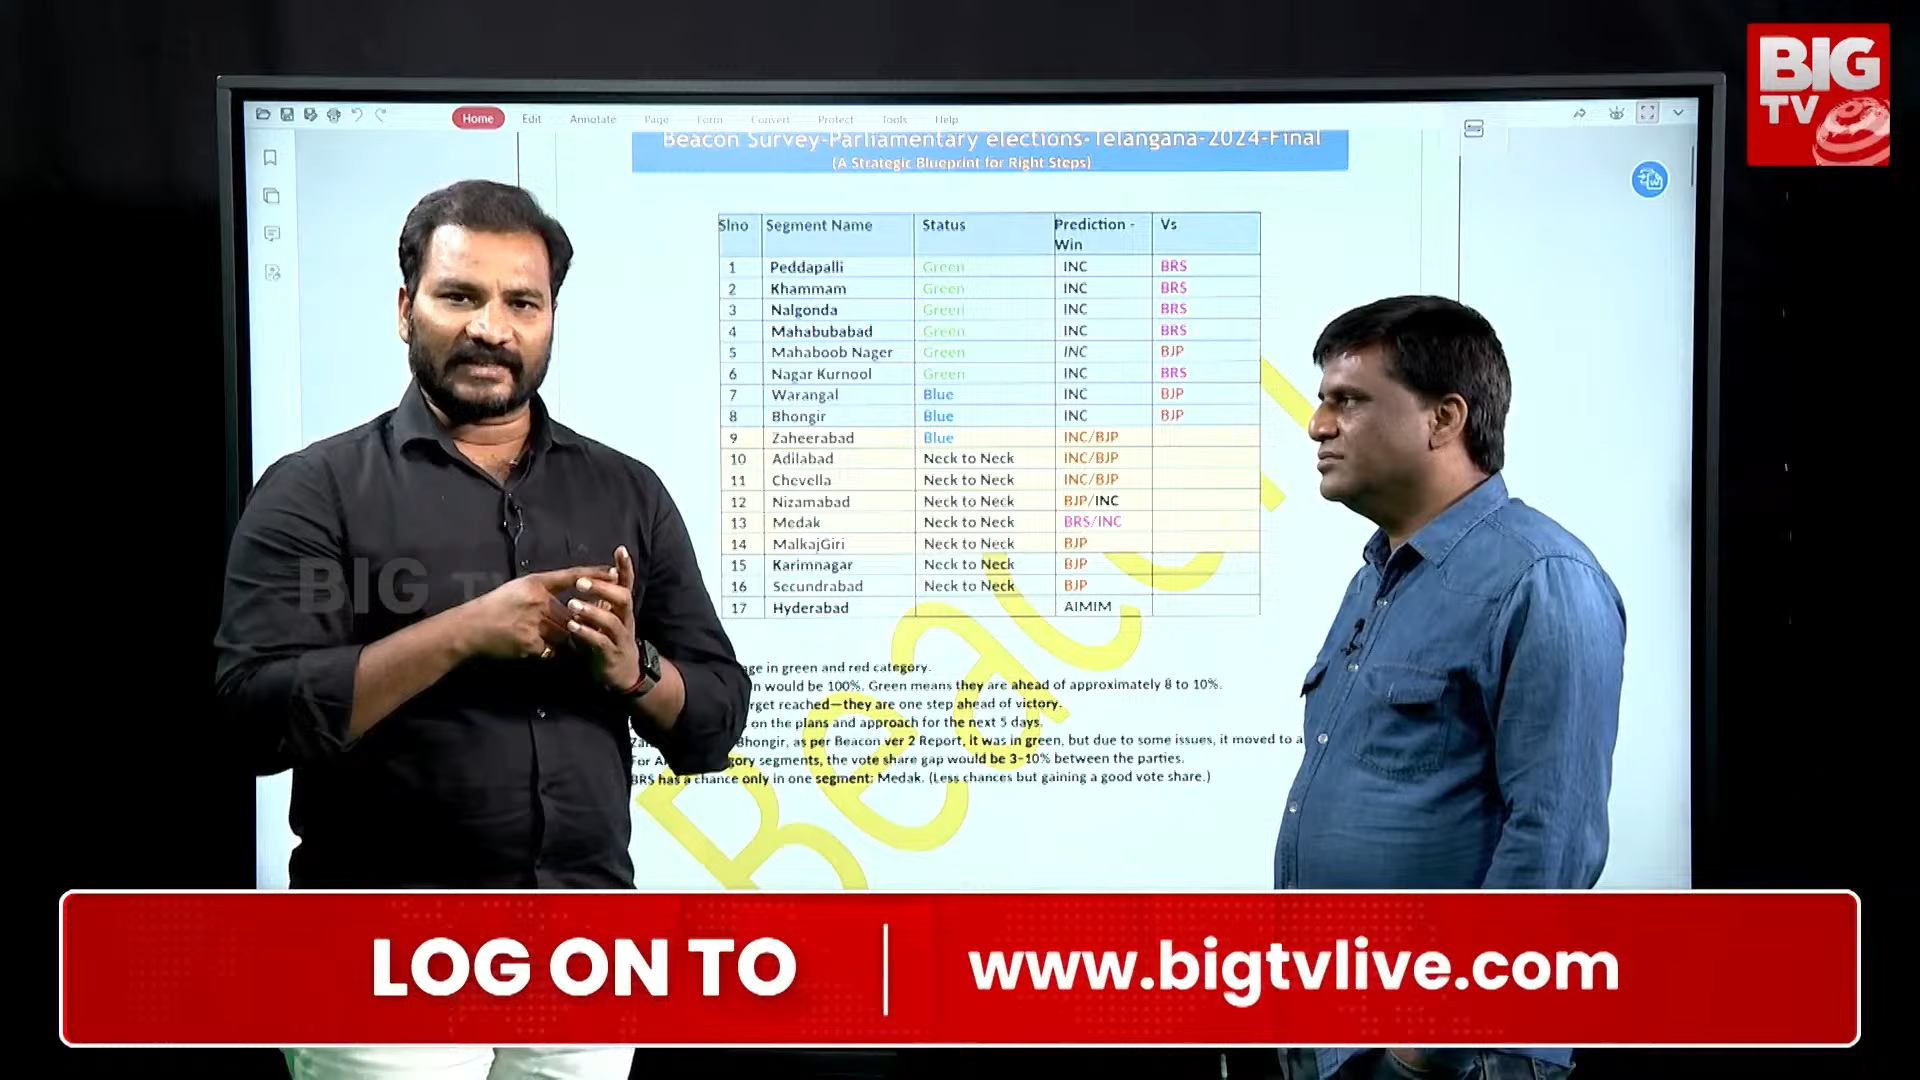 BIG
TV
Home Edit Annotate Page Form Convert Protect Tools Help
Beacon Survey-Parliamentary elections-Telangana-2024-Final
(A Strategic Blueprint for Right Steps)
Slno Segment Name Status Prediction - Win Vs
1 Peddapalli Green INC BRS
2 Khammam Green INC BRS
3 Nalgonda Green INC BRS
4 Mahabubabad Green INC BRS
5 Mahaboob Nager Green INC BJP
6 Nagar Kurnool Green INC BRS
7 Warangal Blue INC BJP
8 Bhongir Blue INC BJP
9 Zaheerabad Blue INC/BJP
10 Adilabad Neck to Neck INC/BJP
11 Chevella Neck to Neck INC/BJP
12 Nizamabad Neck to Neck BJP/INC
13 Medak Neck to Neck BRS/INC
14 MalkajGiri Neck to Neck BJP
15 Karimnagar Neck to Neck BJP
16 Secundrabad Neck to Neck BJP
17 Hyderabad AIMIM
in green and red category.
would be 100%. Green means they are ahead of approximately 8 to 10%.
reached—they are one step ahead of victory.
on the plans and approach for the next 5 days.
Bhongir, as per Beacon ver 2 Report, it was in green, but due to some issues, it moved to a
For segments, the vote share gap would be 3-10% between the parties.
BRS has a chance only in one segment: Medak. (Less chances but gaining a good vote share.)
Beacon
BIG TV
LOG ON TO | www.bigtvlive.com